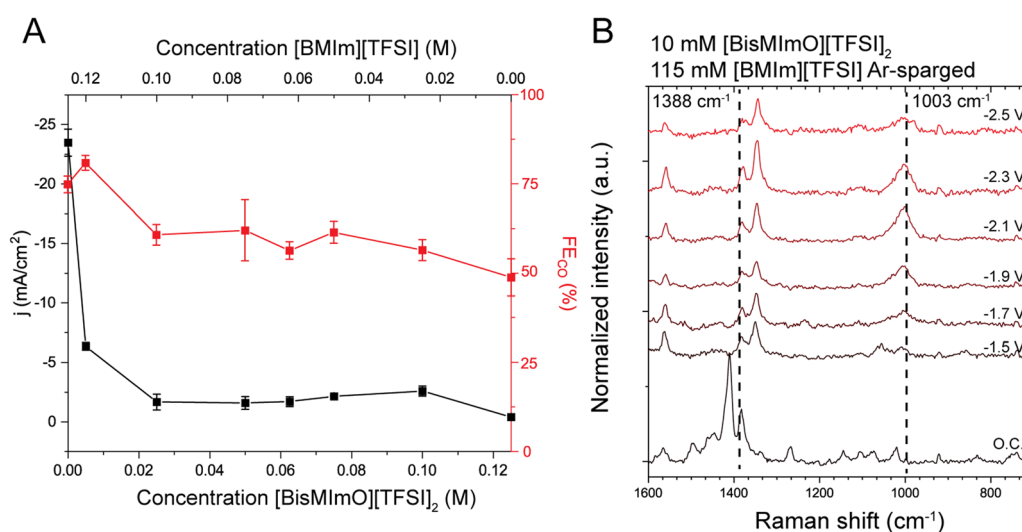 A
Concentration [BMIm][TFSI] (M)
0.12 0.10 0.08 0.06 0.04 0.02 0.00
-25
-20
-15
-10
-5
0
j (mA/cm²)
100
75
50
25
0
FE_CO (%)
0.00 0.02 0.04 0.06 0.08 0.10 0.12
Concentration [BisMImO][TFSI]₂ (M)
B
10 mM [BisMImO][TFSI]₂
115 mM [BMIm][TFSI] Ar-sparged
1388 cm⁻¹ 1003 cm⁻¹
-2.5 V
-2.3 V
-2.1 V
-1.9 V
-1.7 V
-1.5 V
O.C.
Normalized intensity (a.u.)
1600 1400 1200 1000 800
Raman shift (cm⁻¹)